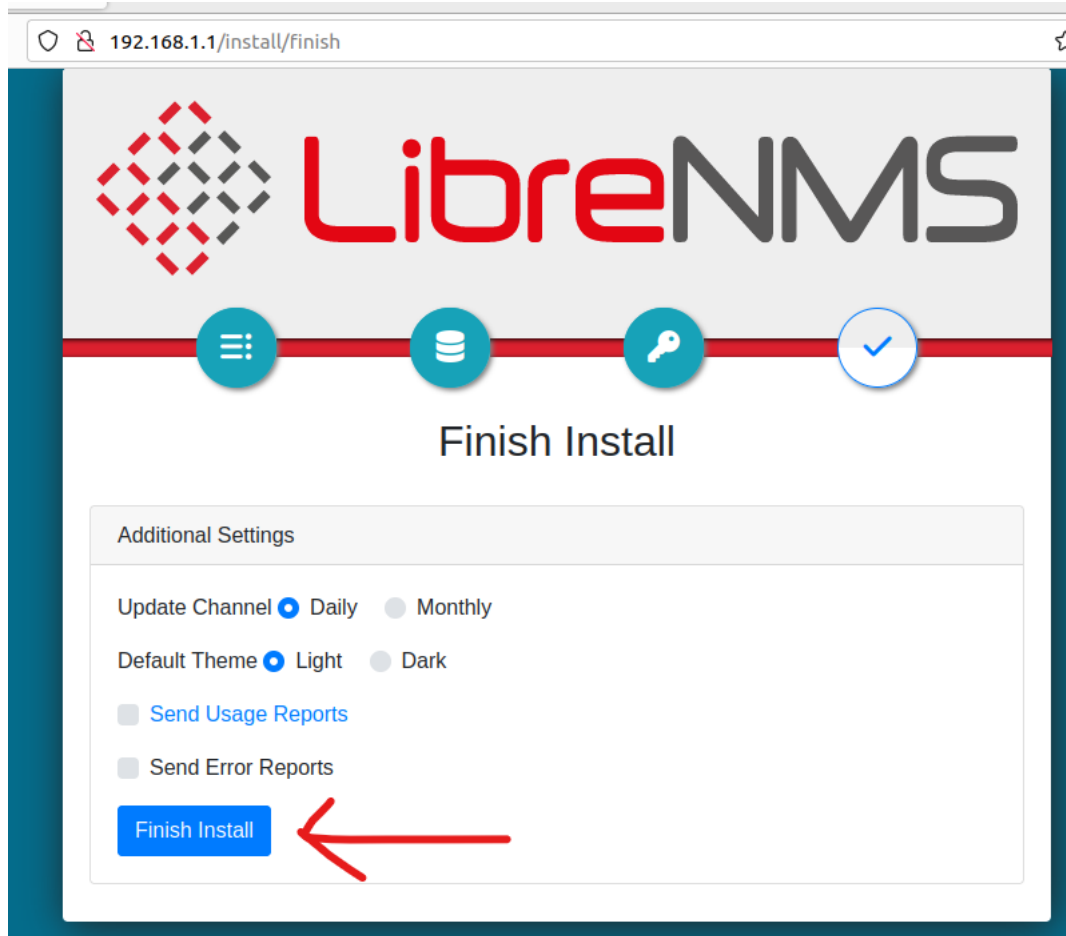 192.168.1.1/install/finish
LibreNMS
Finish Install
Additional Settings
Update Channel Daily Monthly
Default Theme Light Dark
Send Usage Reports
Send Error Reports
Finish Install